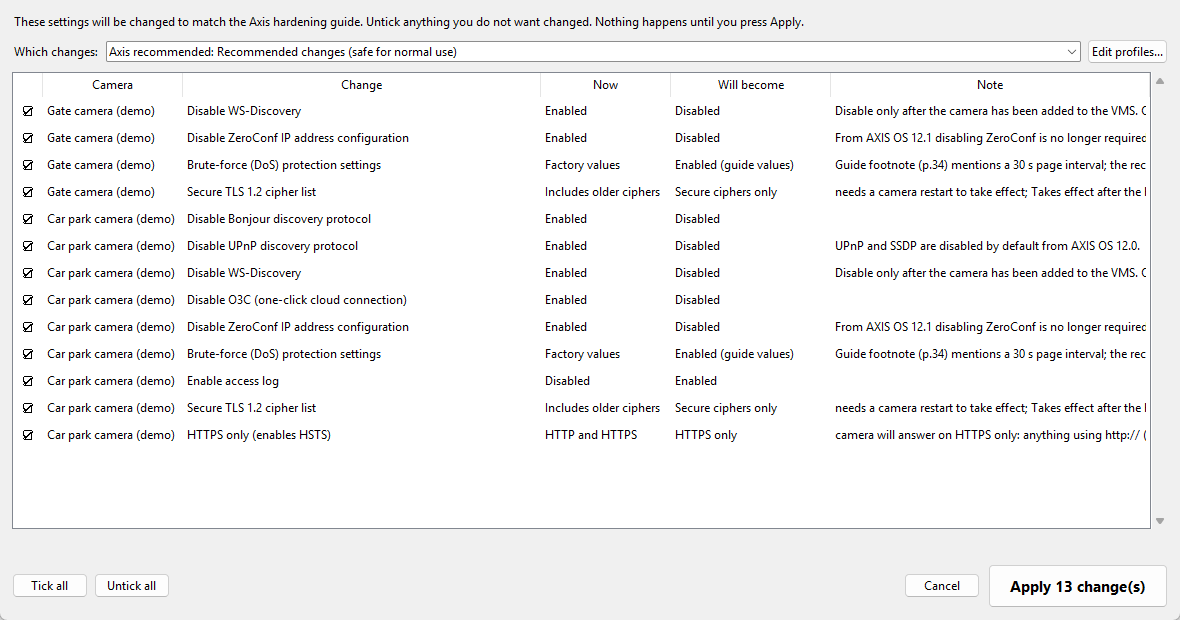 These settings will be changed to match the Axis hardening guide. Untick anything you do not want changed. Nothing happens until you press Apply.
Which changes: Axis recommended: Recommended changes (safe for normal use) Edit profiles...
Camera Change Now Will become Note
Gate camera (demo) Disable WS-Discovery Enabled Disabled Disable only after the camera has been added to the VMS.
Gate camera (demo) Disable ZeroConf IP address configuration Enabled Disabled From AXIS OS 12.1 disabling ZeroConf is no longer required
Gate camera (demo) Brute-force (DoS) protection settings Factory values Enabled (guide values) Guide footnote (p.34) mentions a 30 s page interval; the rec
Gate camera (demo) Secure TLS 1.2 cipher list Includes older ciphers Secure ciphers only needs a camera restart to take effect; Takes effect after the
Car park camera (demo) Disable Bonjour discovery protocol Enabled Disabled
Car park camera (demo) Disable UPnP discovery protocol Enabled Disabled UPnP and SSDP are disabled by default from AXIS OS 12.0.
Car park camera (demo) Disable WS-Discovery Enabled Disabled Disable only after the camera has been added to the VMS.
Car park camera (demo) Disable O3C (one-click cloud connection) Enabled Disabled
Car park camera (demo) Disable ZeroConf IP address configuration Enabled Disabled From AXIS OS 12.1 disabling ZeroConf is no longer required
Car park camera (demo) Brute-force (DoS) protection settings Factory values Enabled (guide values) Guide footnote (p.34) mentions a 30 s page interval; the rec
Car park camera (demo) Enable access log Disabled Enabled
Car park camera (demo) Secure TLS 1.2 cipher list Includes older ciphers Secure ciphers only needs a camera restart to take effect; Takes effect after the
Car park camera (demo) HTTPS only (enables HSTS) HTTP and HTTPS HTTPS only camera will answer on HTTPS only: anything using http:// (
Tick all Untick all Cancel Apply 13 change(s)